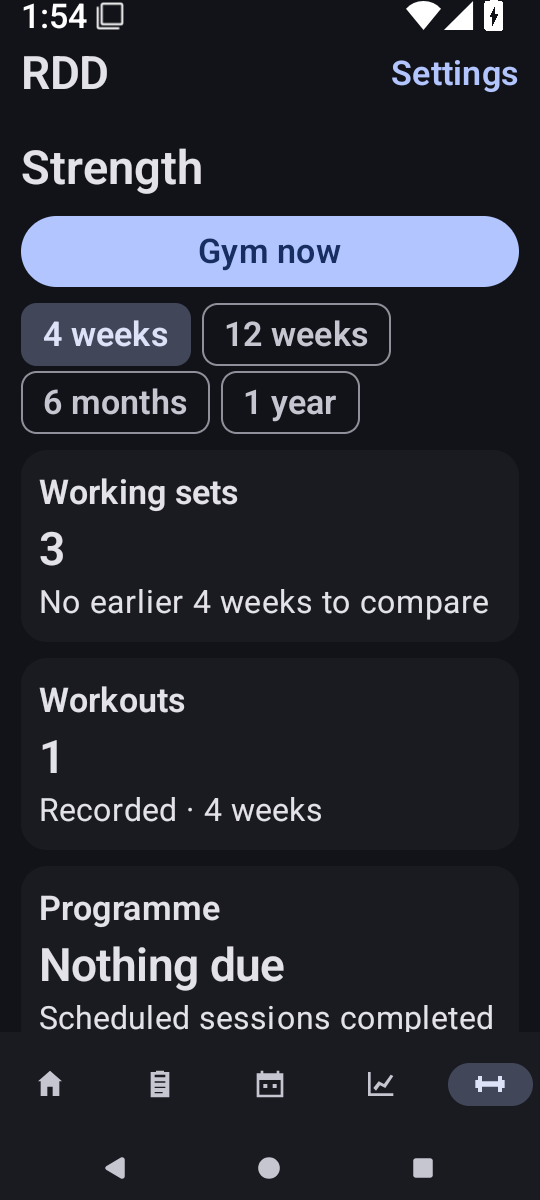 1:54
RDD
Settings
Strength
Gym now
4 weeks
12 weeks
6 months
1 year
Working sets
3
No earlier 4 weeks to compare
Workouts
1
Recorded · 4 weeks
Programme
Nothing due
Scheduled sessions completed